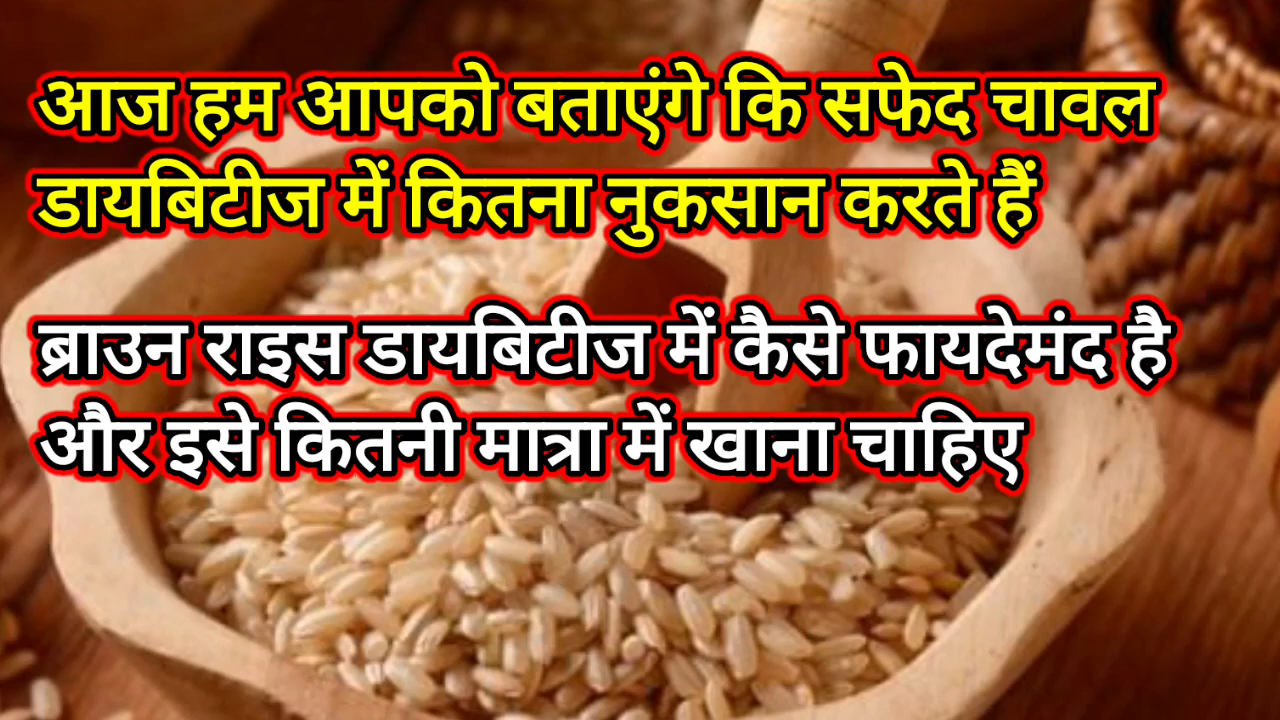 आज हम आपको बताएंगे कि सफेद चावल
डायबिटीज में कितना नुकसान करते हैं
ब्राउन राइस डायबिटीज में कैसे फायदेमंद है
और इसे कितनी मात्रा में खाना चाहिए